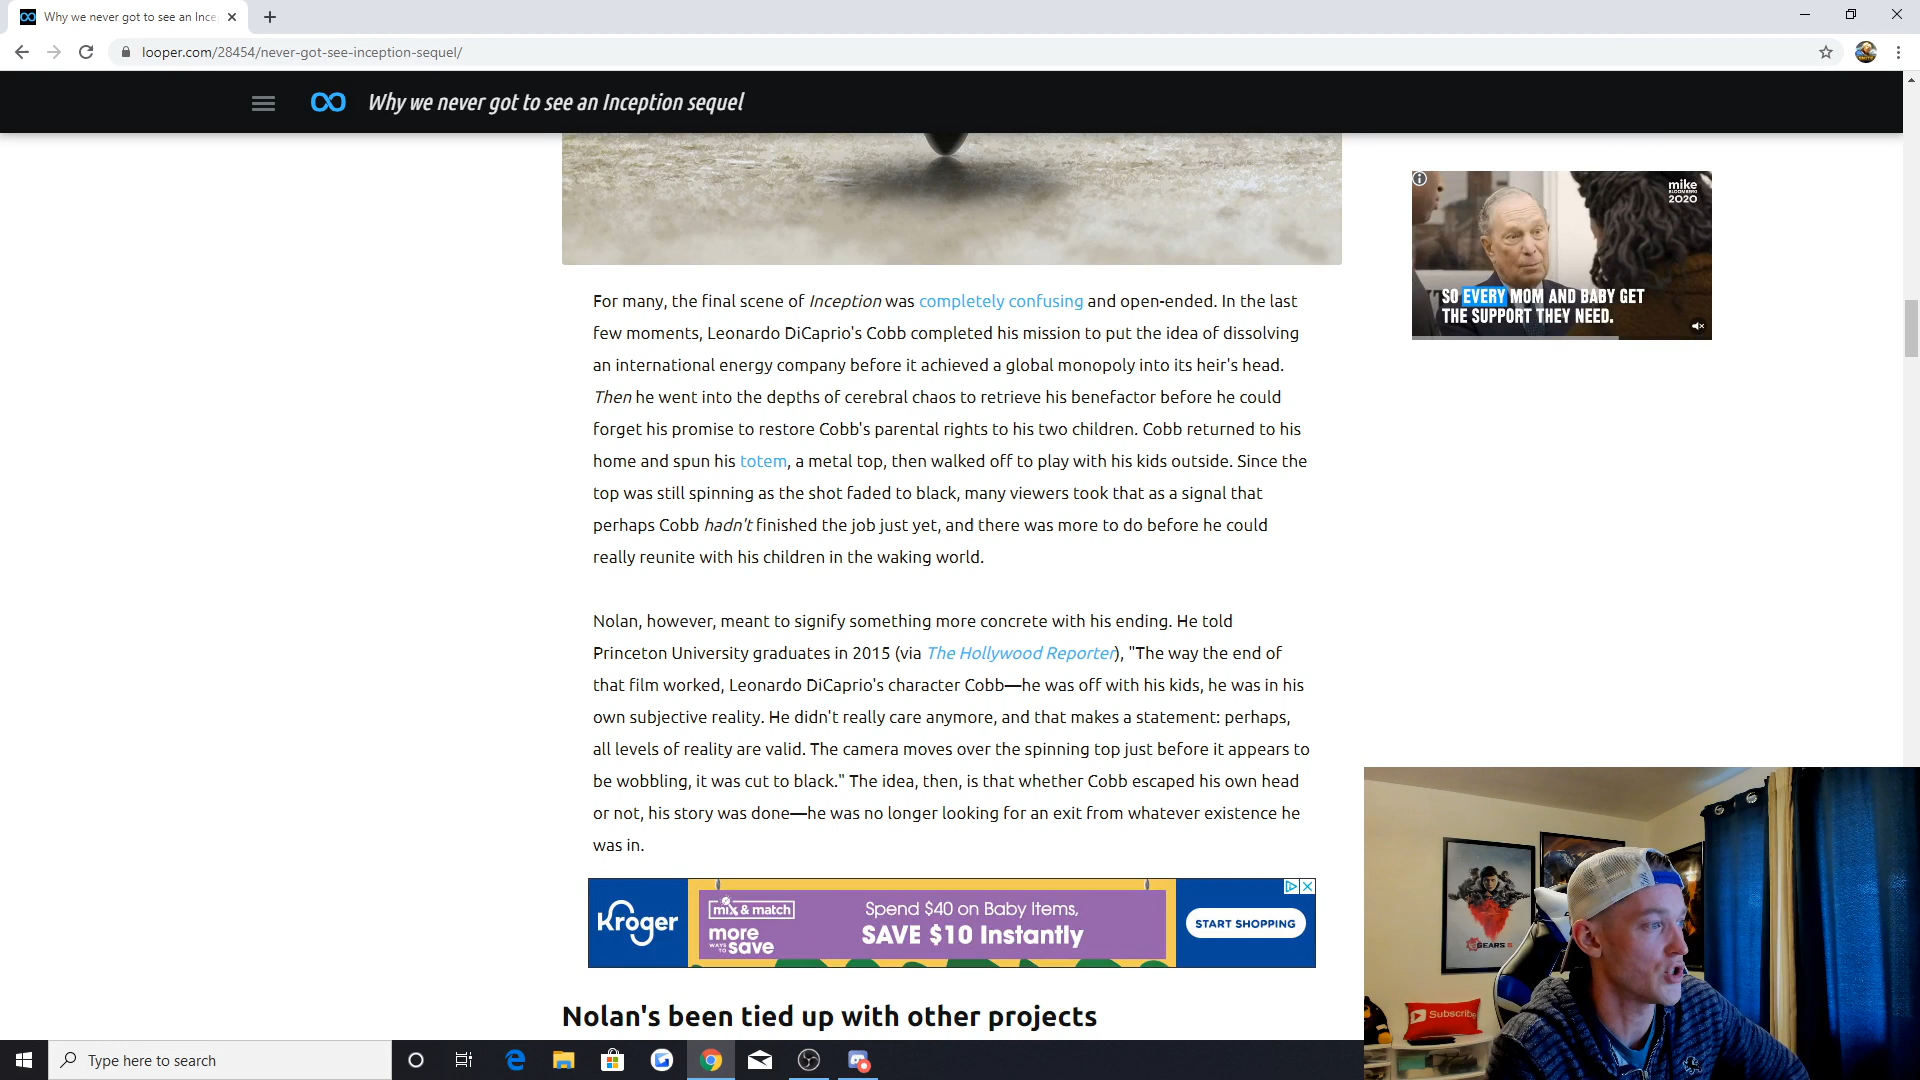 Why we never got to see an Ince
looper.com/28454/never-got-see-inception-sequel/
Why we never got to see an Inception sequel
mike
BLOOMBERG
2020
SO EVERY MOM AND BABY GET
THE SUPPORT THEY NEED.
For many, the final scene of Inception was completely confusing and open-ended. In the last
few moments, Leonardo DiCaprio's Cobb completed his mission to put the idea of dissolving
an international energy company before it achieved a global monopoly into its heir's head.
Then he went into the depths of cerebral chaos to retrieve his benefactor before he could
forget his promise to restore Cobb's parental rights to his two children. Cobb returned to his
home and spun his totem, a metal top, then walked off to play with his kids outside. Since the
top was still spinning as the shot faded to black, many viewers took that as a signal that
perhaps Cobb hadn't finished the job just yet, and there was more to do before he could
really reunite with his children in the waking world.
Nolan, however, meant to signify something more concrete with his ending. He told
Princeton University graduates in 2015 (via The Hollywood Reporter), "The way the end of
that film worked, Leonardo DiCaprio's character Cobb—he was off with his kids, he was in his
own subjective reality. He didn't really care anymore, and that makes a statement: perhaps,
all levels of reality are valid. The camera moves over the spinning top just before it appears to
be wobbling, it was cut to black." The idea, then, is that whether Cobb escaped his own head
or not, his story was done—he was no longer looking for an exit from whatever existence he
was in.
Kroger
mix & match
more
WAYS TO save
Spend $40 on Baby Items,
SAVE $10 Instantly
START SHOPPING
Nolan's been tied up with other projects
GEARS 5
Subscribe
Type here to search